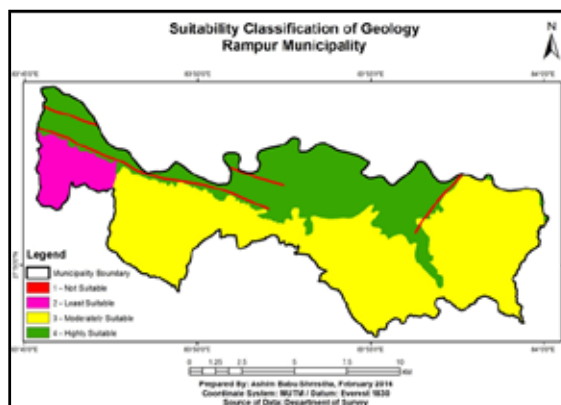 Suitability Classification of Geology
Rampur Municipality
N
Legend
Municipality Boundary
1 - Not Suitable
2 - Least Suitable
3 - Moderately Suitable
4 - Highly Suitable
0 1.25 2.5 5 7.5 10
KM
Prepared By: Ashim Babu Shrestha, February 2014
Coordinate System: MUTM / Datum: Everest 1830
Source of Data: Department of Survey